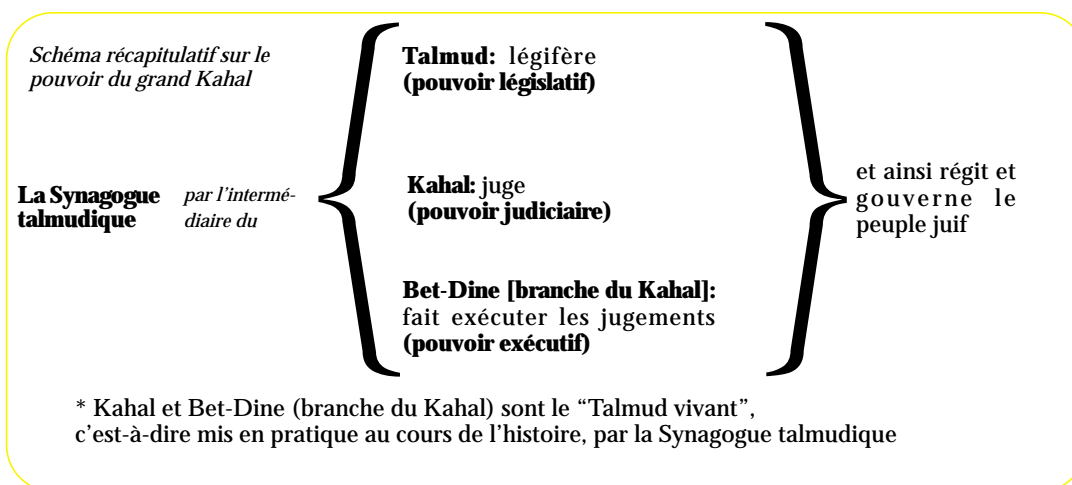 Schéma récapitulatif sur le
pouvoir du grand Kahal
Talmud: légifère
(pouvoir législatif)
La Synagogue
talmudique
par l'intermé-
diaire du
Kahal: juge
(pouvoir judiciaire)
et ainsi régit et
gouverne le
peuple juif
Bet-Dine [branche du Kahal]:
fait exécuter les jugements
(pouvoir exécutif)
* Kahal et Bet-Dine (branche du Kahal) sont le “Talmud vivant”,
c'est-à-dire mis en pratique au cours de l'histoire, par la Synagogue talmudique